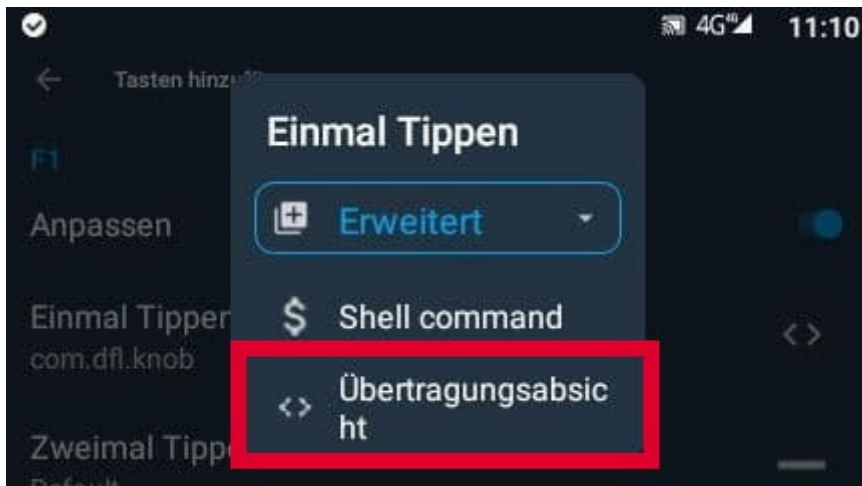 4G 11:10
Tasten hinzu
Einmal Tippen
F1
Erweitert
Anpassen
Shell command
Einmal Tippen
com.dfl.knob
Übertragungsabsic
ht
Zweimal Tipp
Default